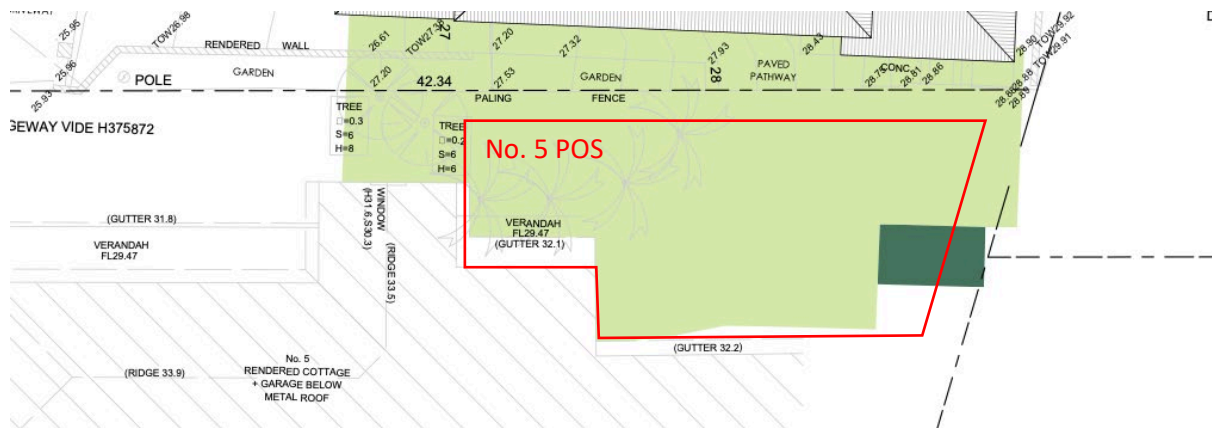 25.95
TOW26.98
26.61
TOW27.38
27
27.20
27.32
27.93
28.43
28.90
TOW29.92
TOW29.91
RENDERED WALL
25.96
POLE
GARDEN
27.20
42.34
27.53
GARDEN
28
PAVED
PATHWAY
CONC.
28.75
28.81
28.86
28.88
28.88
28.89
25.93
PALING FENCE
GEWAY VIDE H375872
TREE
□=0.3
S=6
H=8
TREE
□=0.2
S=6
H=6
No. 5 POS
WINDOW
(H31.6,S30.3)
(GUTTER 31.8)
VERANDAH
FL29.47
VERANDAH
FL29.47
(GUTTER 32.1)
(RIDGE 33.5)
(GUTTER 32.2)
(RIDGE 33.9)
No. 5
RENDERED COTTAGE
+ GARAGE BELOW
METAL ROOF